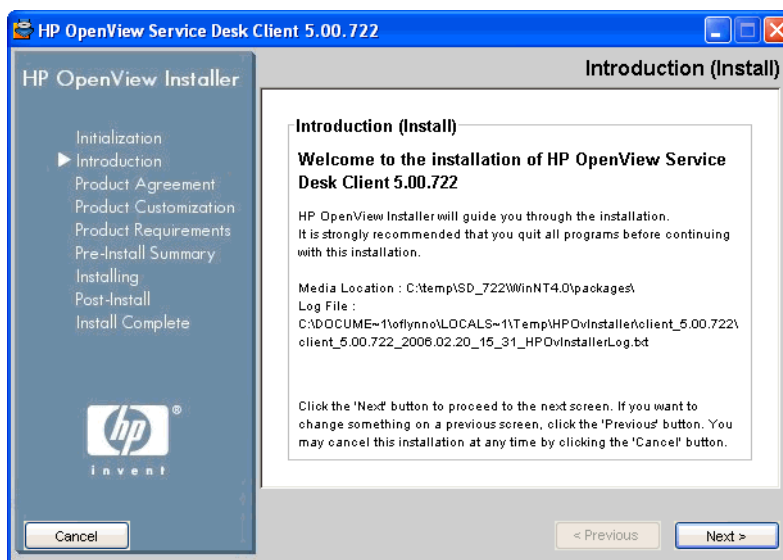 HP OpenView Service Desk Client 5.00.722
Introduction (Install)
HP OpenView Installer
Initialization
Introduction
Product Agreement
Product Customization
Product Requirements
Pre-Install Summary
Installing
Post-Install
Install Complete
hp
®
invent
Introduction (Install)
Welcome to the installation of HP OpenView Service
Desk Client 5.00.722
HP OpenView Installer will guide you through the installation.
It is strongly recommended that you quit all programs before continuing
with this installation.
Media Location : C:\temp\SD_722\WinNT4.0\packages\
Log File :
C:\DOCUME~1\oflynno\LOCALS~1\Temp\HPOvInstaller\client_5.00.722\
client_5.00.722_2006.02.20_15_31_HPOvInstallerLog.txt
Click the 'Next' button to proceed to the next screen. If you want to
change something on a previous screen, click the 'Previous' button. You
may cancel this installation at any time by clicking the 'Cancel' button.
Cancel
< Previous
Next >